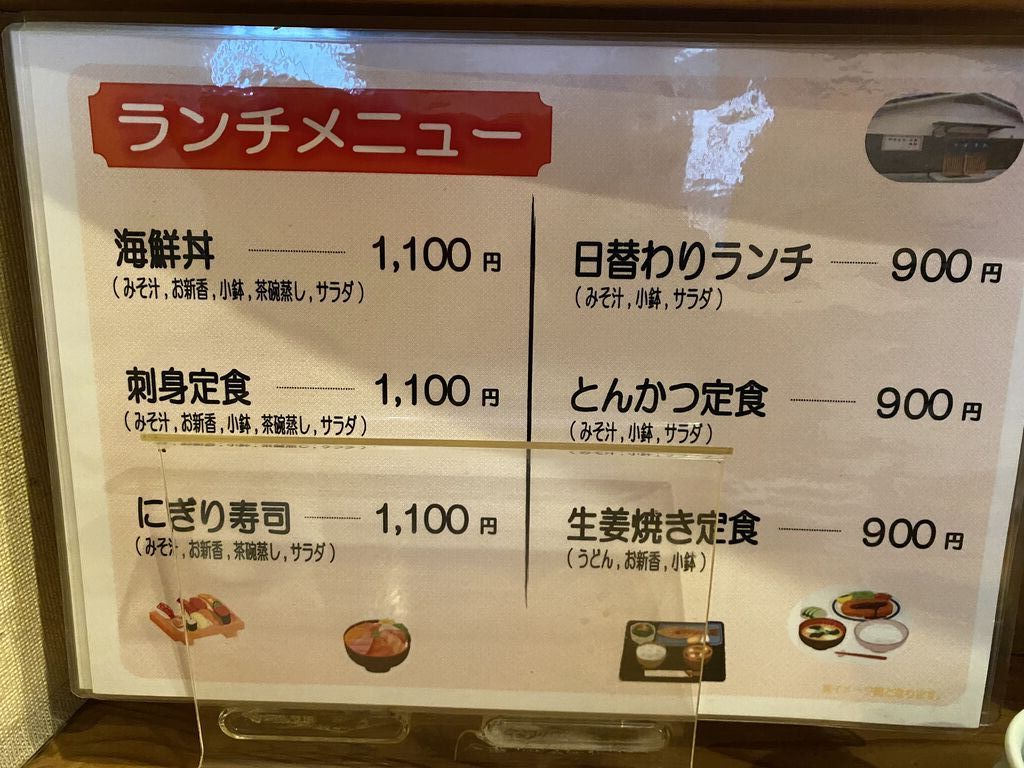 ランチメニュー
海鮮丼 1,100円
(みそ汁,お新香,小鉢,茶碗蒸し,サラダ)
刺身定食 1,100円
(みそ汁,お新香,小鉢,茶碗蒸し,サラダ)
にぎり寿司 1,100円
(みそ汁,お新香,茶碗蒸し,サラダ)
日替わりランチ 900円
(みそ汁,小鉢,サラダ)
とんかつ定食 900円
(みそ汁,小鉢,サラダ)
生姜焼き定食 900円
(うどん,お新香,小鉢)